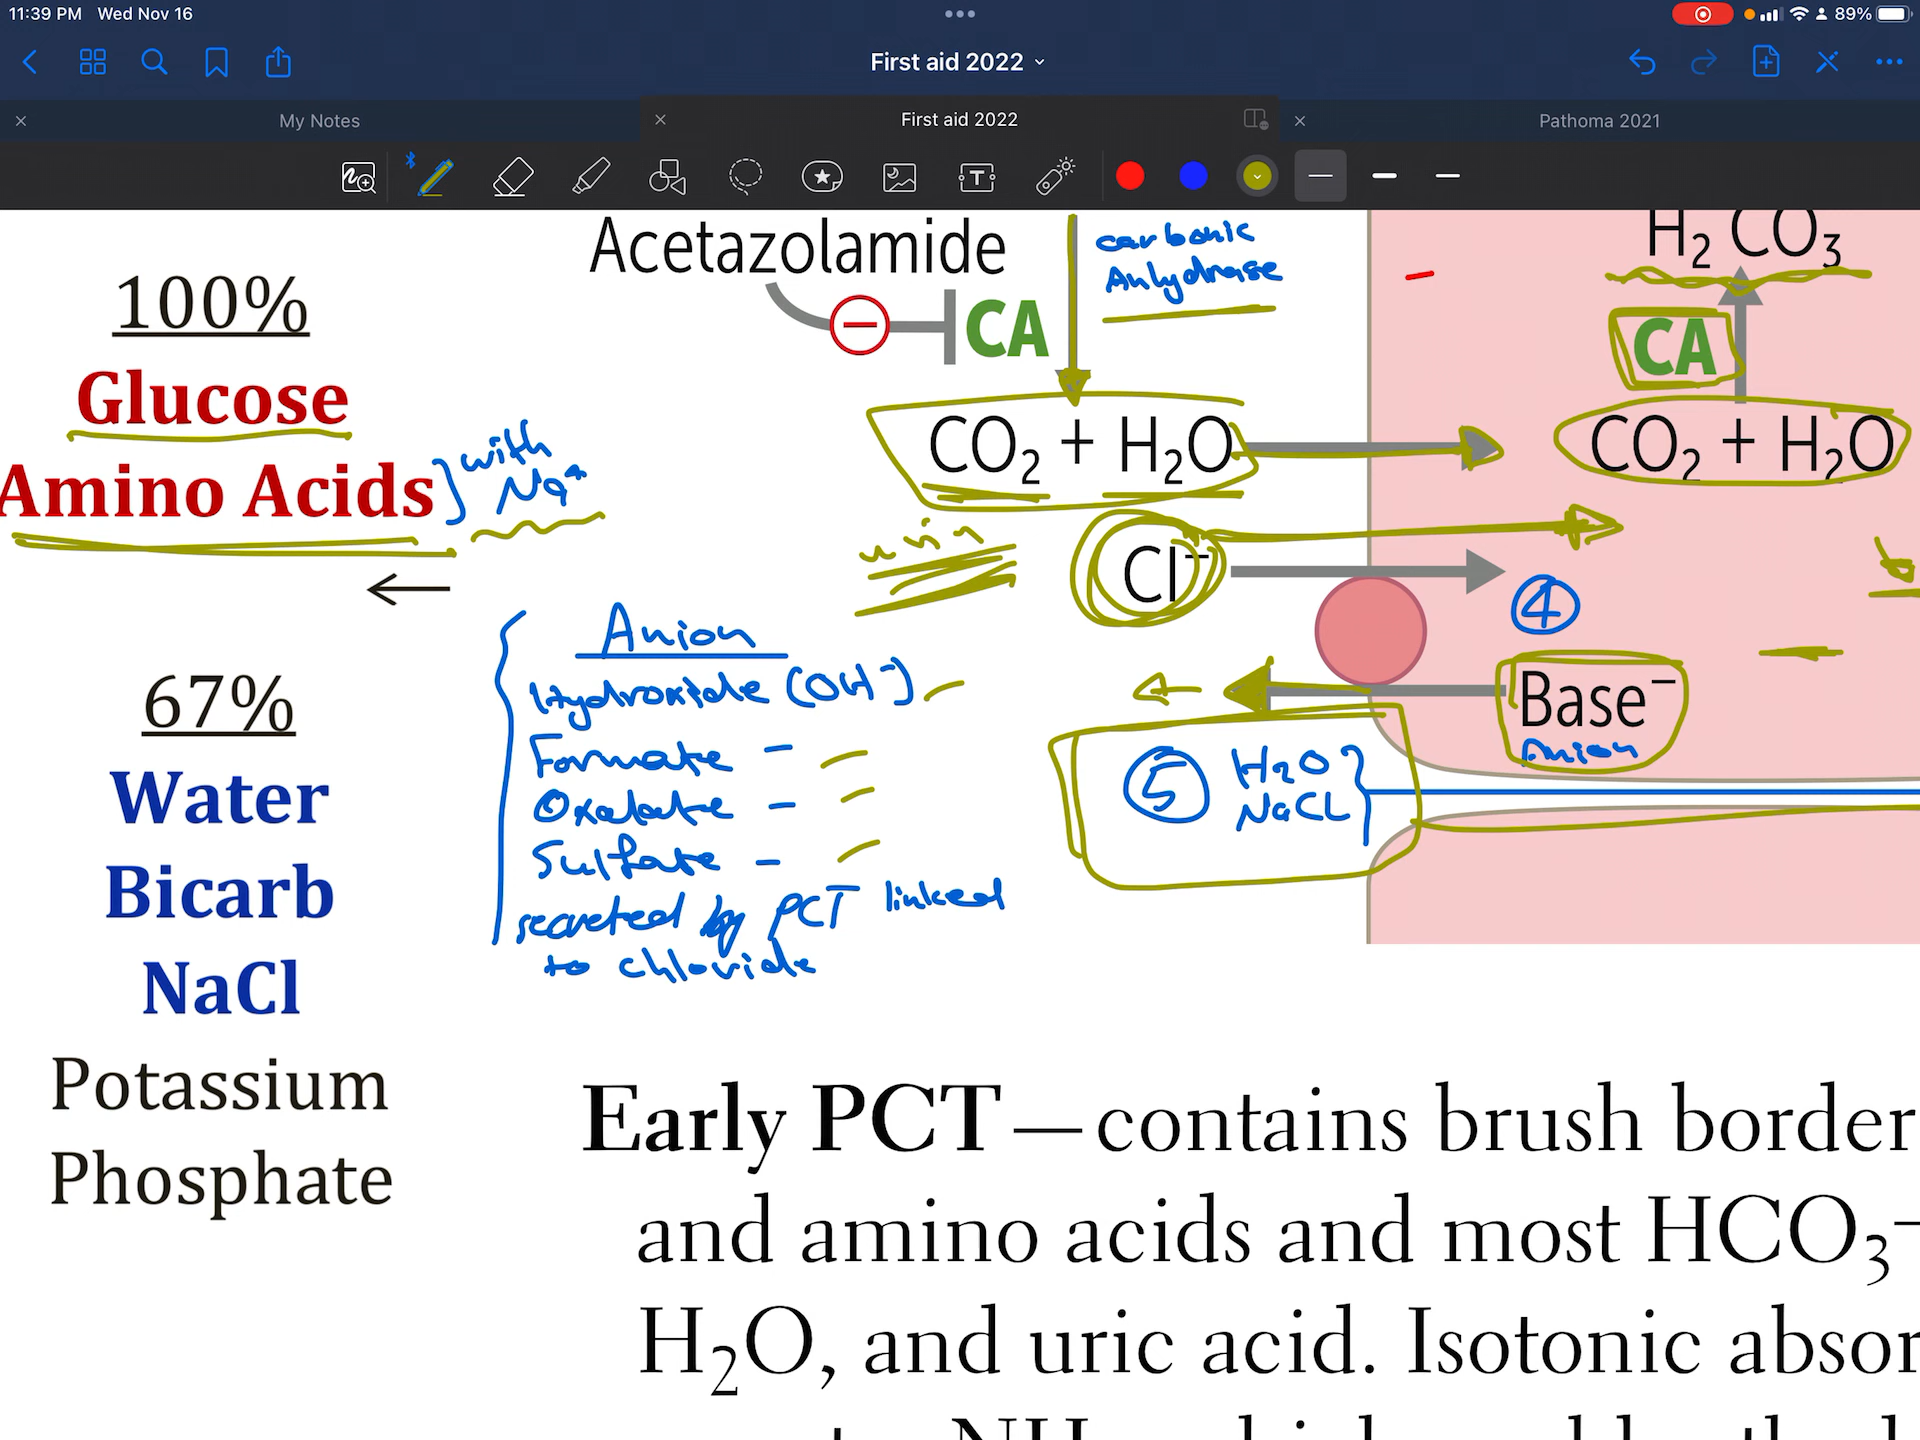 11:39 PM Wed Nov 16
89%
First aid 2022
My Notes
First aid 2022
Pathoma 2021
100%
Glucose
Amino Acids
with
Na+
67%
Water
Bicarb
NaCl
Potassium
Phosphate
Acetazolamide
CA
carbonic
Anhydrase
CO₂ + H₂O
Cl⁻
H₂CO₃
CA
CO₂ + H₂O
④
Base⁻
Anion
⑤ H₂O
NaCl
Anion
Hydroxide (OH⁻)
Formate -
Oxalate -
Sulfate -
secreted by PCT linked
to chloride
Early PCT—contains brush border
and amino acids and most HCO₃⁻
H₂O, and uric acid. Isotonic absor